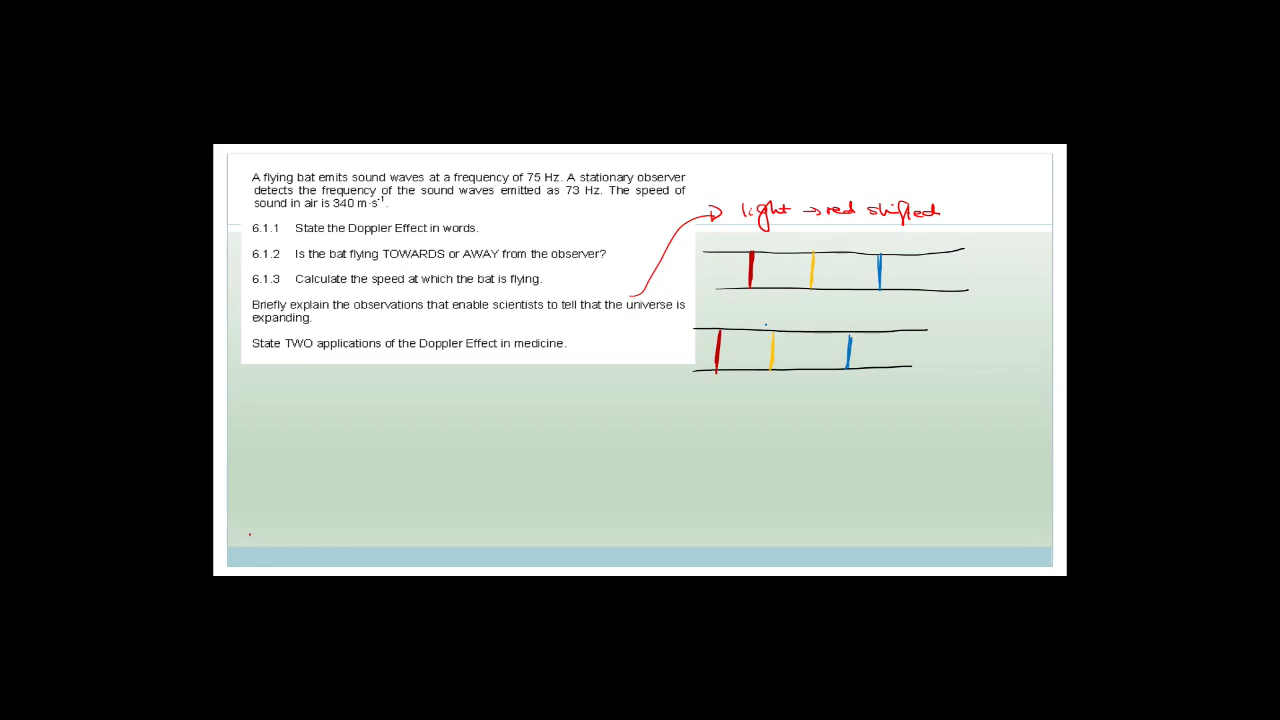 A flying bat emits sound waves at a frequency of 75 Hz. A stationary observer
detects the frequency of the sound waves emitted as 73 Hz. The speed of
sound in air is 340 m·s⁻¹.
light → red shifted
6.1.1 State the Doppler Effect in words.
6.1.2 Is the bat flying TOWARDS or AWAY from the observer?
6.1.3 Calculate the speed at which the bat is flying.
Briefly explain the observations that enable scientists to tell that the universe is
expanding.
State TWO applications of the Doppler Effect in medicine.